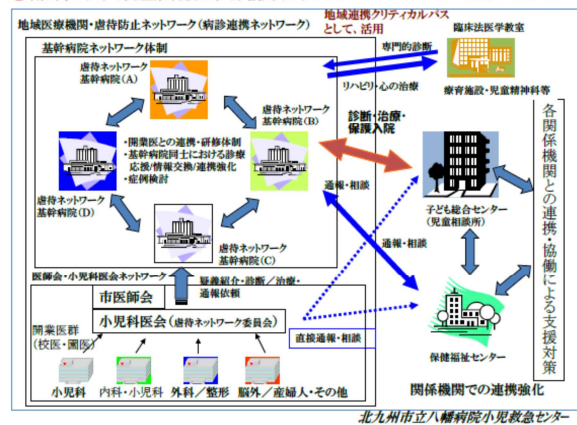 地域医療機関・虐待防止ネットワーク(病診連携ネットワーク)
地域連携クリティカルパス
として、活用
臨床法医学教室
基幹病院ネットワーク体制
専門的診断
リハビリ・心の治療
療育施設・児童精神科等
虐待ネットワーク
基幹病院(A)
虐待ネットワーク
基幹病院(B)
診断・治療・
保護入院
・開業医との連携・研修体制
・基幹病院同士における診療
応援/情報交換/連携強化
・症例検討
虐待ネットワーク
基幹病院(D)
虐待ネットワーク
基幹病院(C)
通報・相談
通報・相談
子ども総合センター
(児童相談所)
各関係機関との連携・協働による支援対策
医師会・小児科医会ネットワーク
疑義紹介・診断/治療・
通報依頼
市医師会
小児科医会(虐待ネットワーク委員会)
直接通報・相談
開業医群
(校医・園医)
小児科
内科・小児科
外科/整形
脳外/産婦人・その他
保健福祉センター
関係機関での連携強化
北九州市立八幡病院小児救急センター